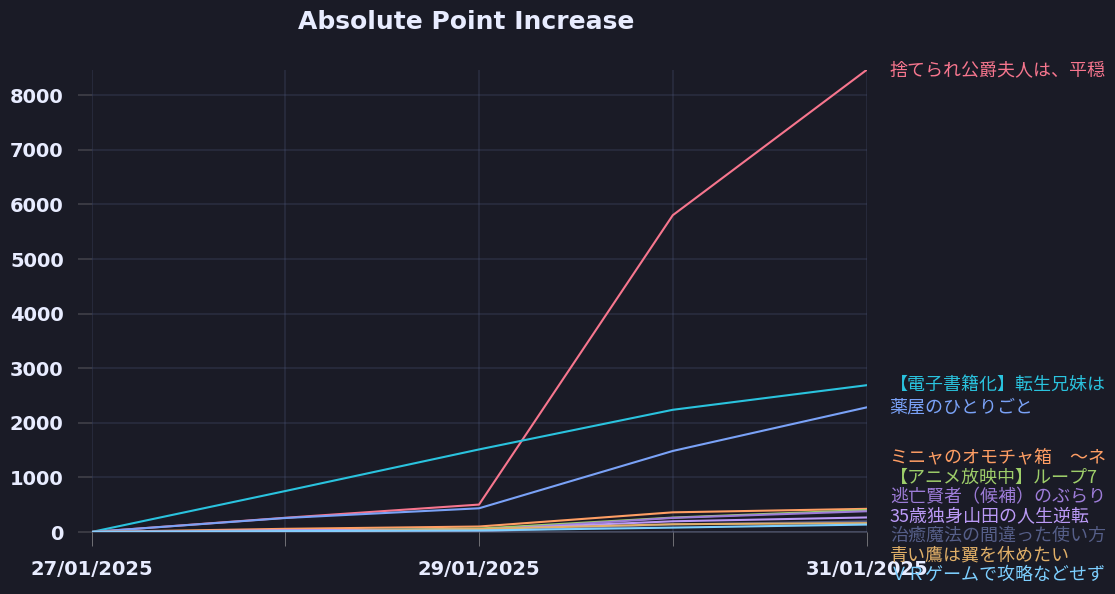 Absolute Point Increase
8000
7000
6000
5000
4000
3000
2000
1000
0
27/01/2025
29/01/2025
31/01/2025
捨てられ公爵夫人は、平穏
【電子書籍化】転生兄妹は
薬屋のひとりごと
ミニャのオモチャ箱　～ネ
【アニメ放映中】ループ7
逃亡賢者（候補）のぶらり
35歳独身山田の人生逆転
治癒魔法の間違った使い方
青い鷹は翼を休めたい
ＶＲゲームで攻略などせず